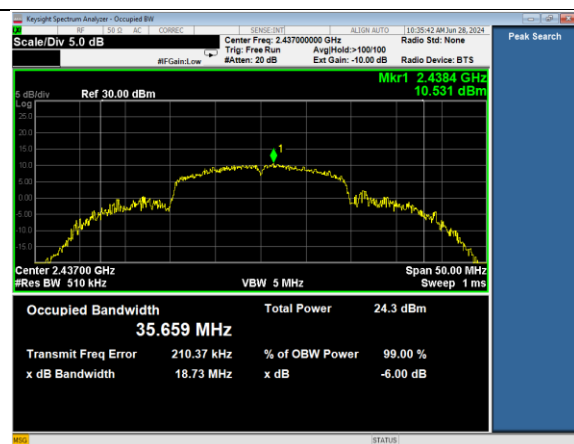 Keysight Spectrum Analyzer - Occupied BW
RF 50 Ω AC CORREC SENSE:INT ALIGN AUTO 10:35:42 AM Jun 28, 2024
Scale/Div 5.0 dB Center Freq: 2.437000000 GHz Radio Std: None
Trig: Free Run Avg|Hold:>100/100
#IFGain:Low #Atten: 20 dB Ext Gain: -10.00 dB Radio Device: BTS
Peak Search
Mkr1 2.4384 GHz
5 dB/div Ref 30.00 dBm 10.531 dBm
Log
25.0
20.0
15.0
1
10.0
5.00
0.00
-5.00
-10.0
-15.0
Center 2.43700 GHz Span 50.00 MHz
#Res BW 510 kHz VBW 5 MHz Sweep 1 ms
Occupied Bandwidth Total Power 24.3 dBm
35.659 MHz
Transmit Freq Error 210.37 kHz % of OBW Power 99.00 %
x dB Bandwidth 18.73 MHz x dB -6.00 dB
MSG STATUS